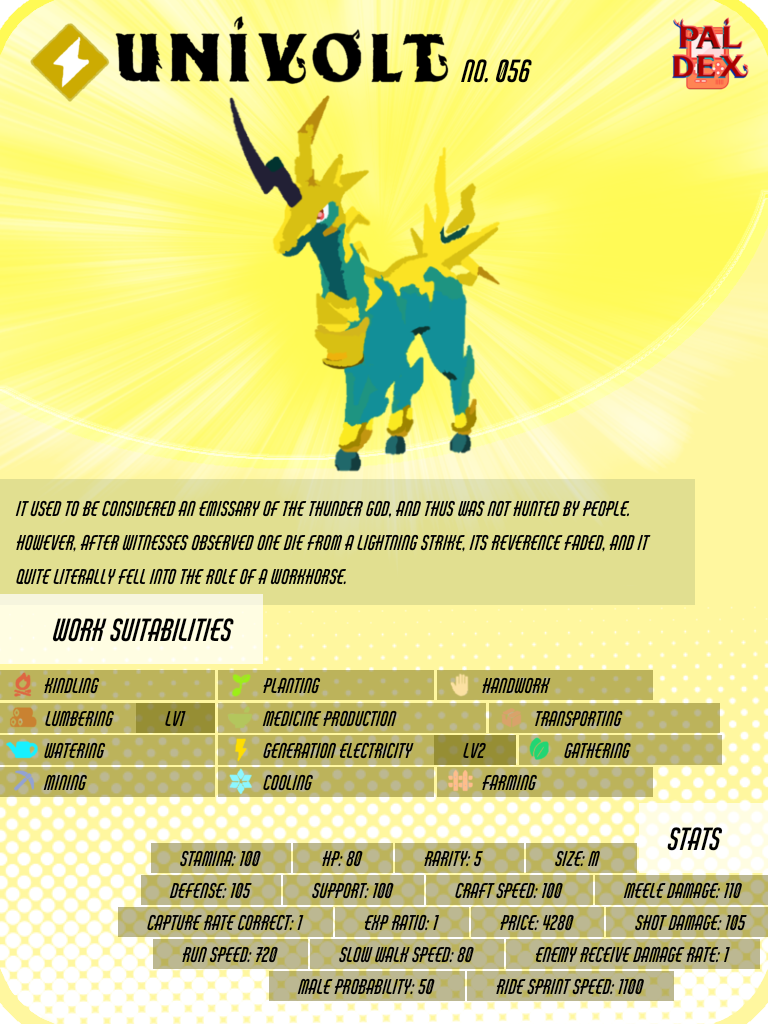 UNIVOLT NO. 056
PAL
DEX
IT USED TO BE CONSIDERED AN EMISSARY OF THE THUNDER GOD, AND THUS WAS NOT HUNTED BY PEOPLE.
HOWEVER, AFTER WITNESSES OBSERVED ONE DIE FROM A LIGHTNING STRIKE, ITS REVERENCE FADED, AND IT
QUITE LITERALLY FELL INTO THE ROLE OF A WORKHORSE.
WORK SUITABILITIES
KINDLING PLANTING HANDWORK
LUMBERING LV1 MEDICINE PRODUCTION TRANSPORTING
WATERING GENERATION ELECTRICITY LV2 GATHERING
MINING COOLING FARMING
STATS
STAMINA: 100 HP: 80 RARITY: 5 SIZE: M
DEFENSE: 105 SUPPORT: 100 CRAFT SPEED: 100 MEELE DAMAGE: 110
CAPTURE RATE CORRECT: 1 EXP RATIO: 1 PRICE: 4280 SHOT DAMAGE: 105
RUN SPEED: 720 SLOW WALK SPEED: 80 ENEMY RECEIVE DAMAGE RATE: 1
MALE PROBABILITY: 50 RIDE SPRINT SPEED: 1100